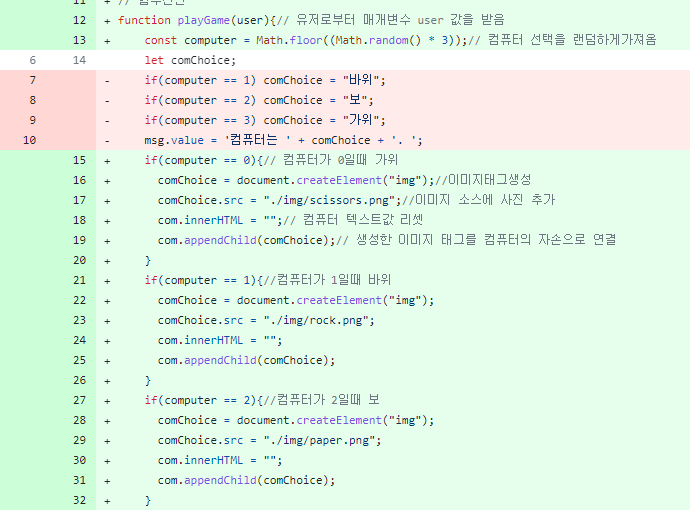 12 + function playGame(user){// 유저로부터 매개변수 user 값을 받음
13 + const computer = Math.floor((Math.random() * 3));// 컴퓨터 선택을 랜덤하게가져옴
6 14 let comChoice;
7 - if(computer == 1) comChoice = "바위";
8 - if(computer == 2) comChoice = "보";
9 - if(computer == 3) comChoice = "가위";
10 - msg.value = '컴퓨터는 ' + comChoice + '. ';
15 + if(computer == 0){// 컴퓨터가 0일때 가위
16 + comChoice = document.createElement("img");//이미지태그생성
17 + comChoice.src = "./img/scissors.png";//이미지 소스에 사진 추가
18 + com.innerHTML = "";// 컴퓨터 텍스트값 리셋
19 + com.appendChild(comChoice);// 생성한 이미지 태그를 컴퓨터의 자손으로 연결
20 + }
21 + if(computer == 1){//컴퓨터가 1일때 바위
22 + comChoice = document.createElement("img");
23 + comChoice.src = "./img/rock.png";
24 + com.innerHTML = "";
25 + com.appendChild(comChoice);
26 + }
27 + if(computer == 2){//컴퓨터가 2일때 보
28 + comChoice = document.createElement("img");
29 + comChoice.src = "./img/paper.png";
30 + com.innerHTML = "";
31 + com.appendChild(comChoice);
32 + }